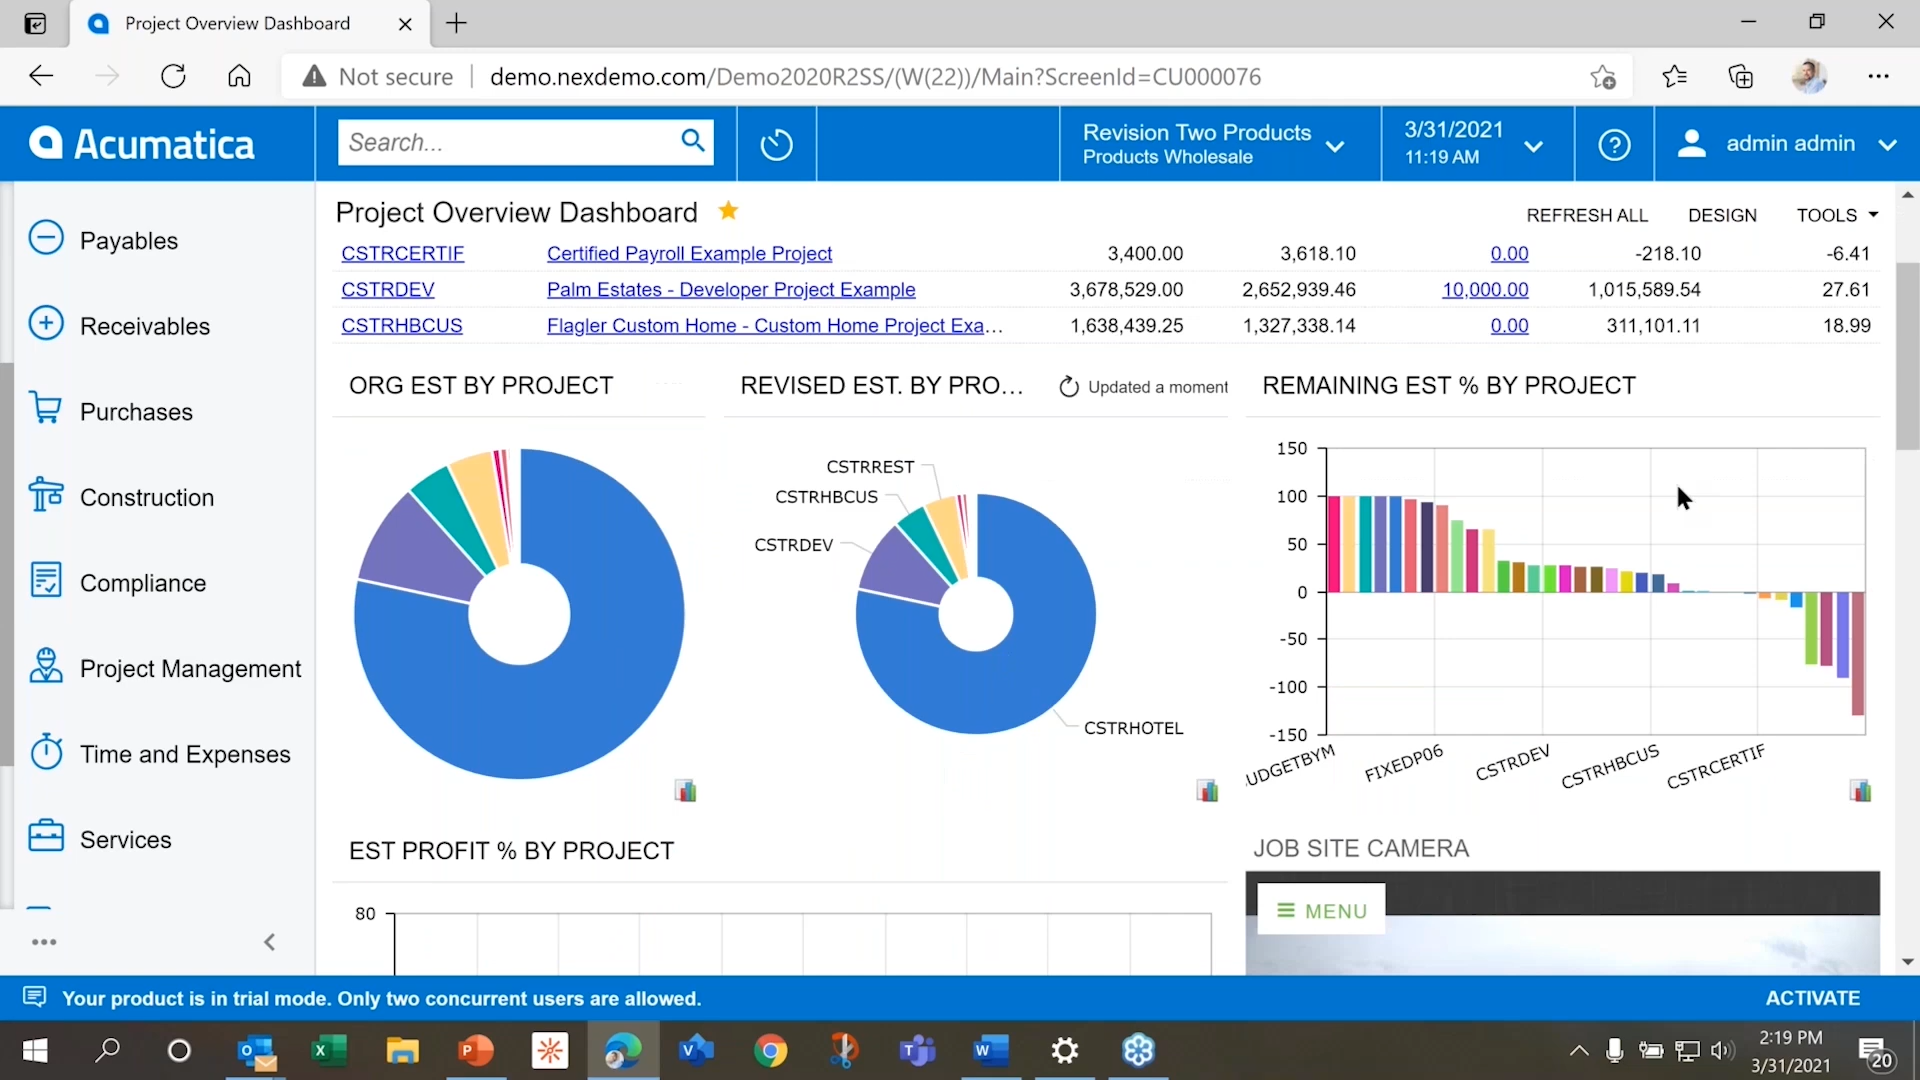 Project Overview Dashboard
Not secure
demo.nexdemo.com/Demo2020R2SS/(W(22))/Main?ScreenId=CU000076
Acumatica
Search...
Revision Two Products
Products Wholesale
3/31/2021
11:19 AM
admin admin
Project Overview Dashboard
REFRESH ALL DESIGN TOOLS
CSTRCERTIF Certified Payroll Example Project 3,400.00 3,618.10 0.00 -218.10 -6.41
CSTRDEV Palm Estates - Developer Project Example 3,678,529.00 2,652,939.46 10,000.00 1,015,589.54 27.61
CSTRHBCUS Flagler Custom Home - Custom Home Project Exa... 1,638,439.25 1,327,338.14 0.00 311,101.11 18.99
Payables
Receivables
Purchases
Construction
Compliance
Project Management
Time and Expenses
Services
ORG EST BY PROJECT
REVISED EST. BY PRO...
Updated a moment
CSTRREST
CSTRHBCUS
CSTRDEV
CSTRHOTEL
REMAINING EST % BY PROJECT
150
100
50
0
-50
-100
-150
UDGETBYM
FIXEDP06
CSTRDEV
CSTRHBCUS
CSTRCERTIF
EST PROFIT % BY PROJECT
80
JOB SITE CAMERA
MENU
Your product is in trial mode. Only two concurrent users are allowed.
ACTIVATE
2:19 PM
3/31/2021
20